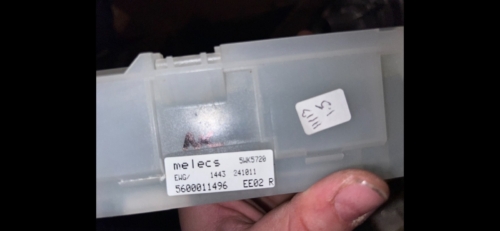 melecs 5WK5720
EWG/ 1443 241011
5600011496 EE02 R